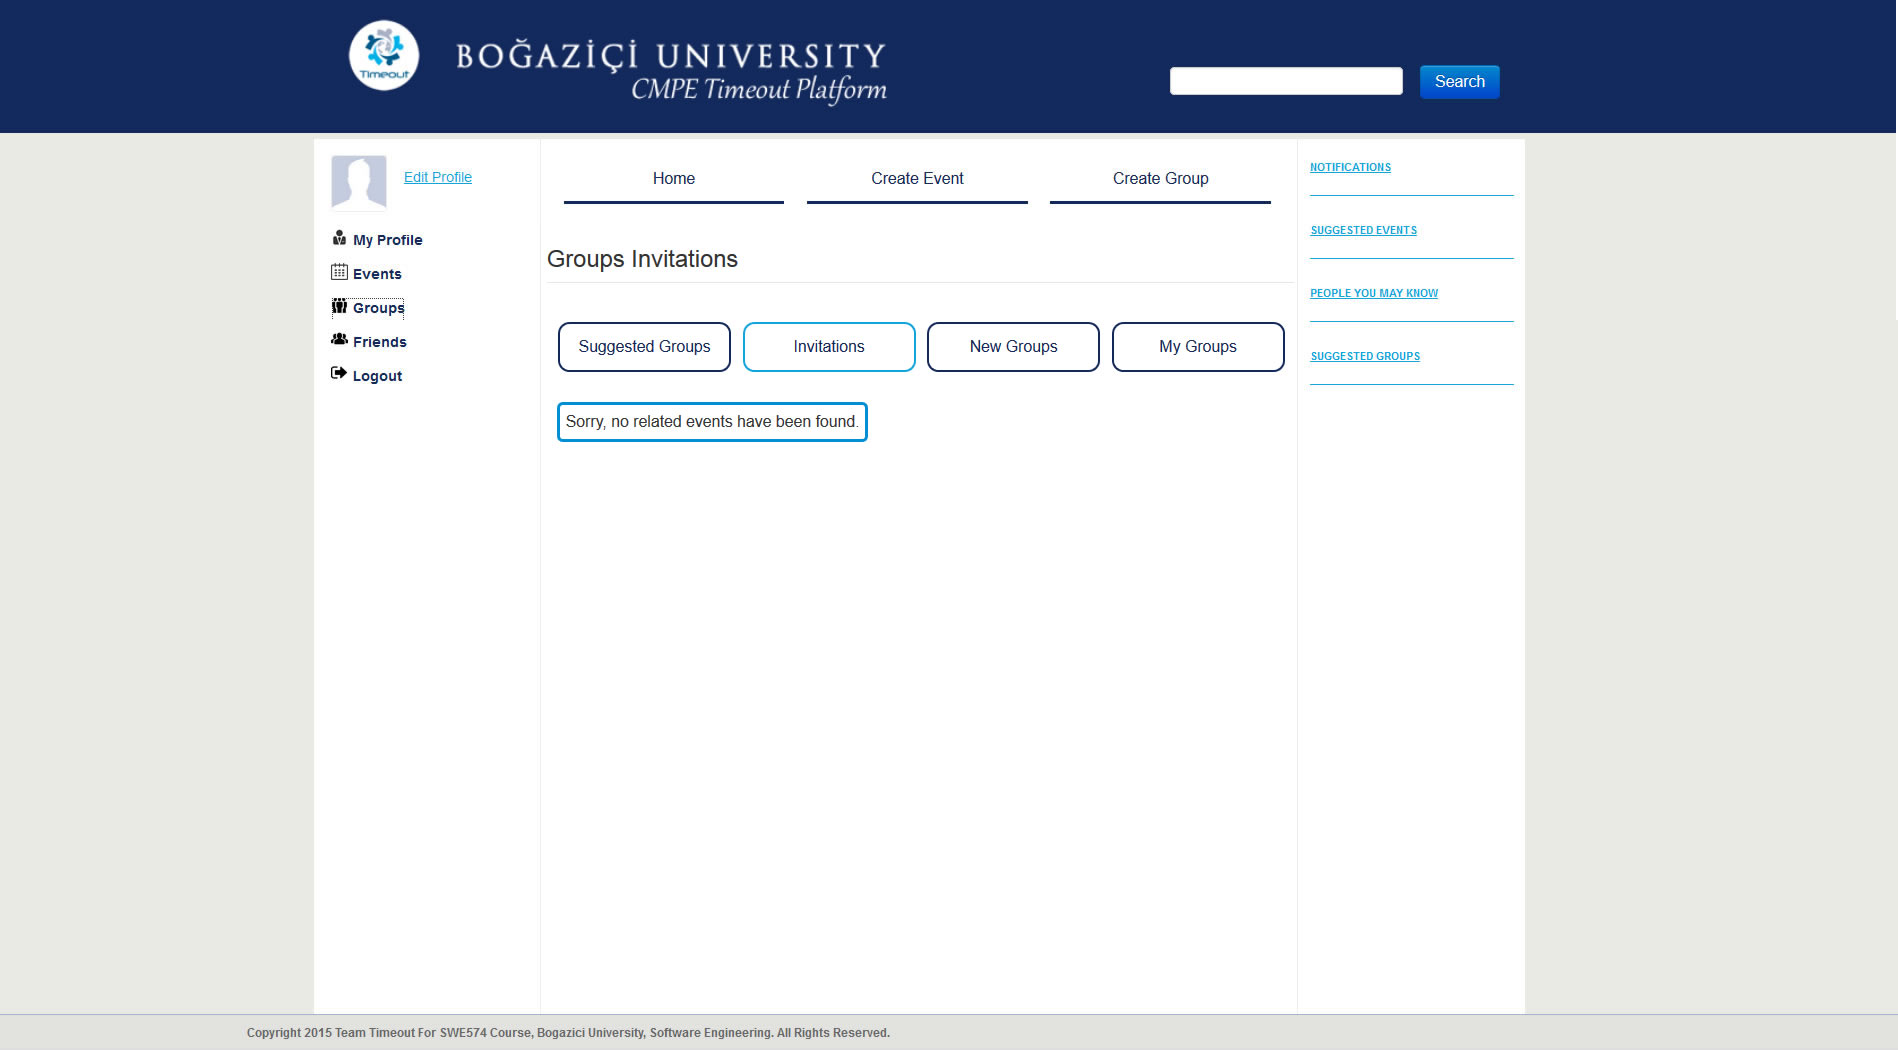 Timeout
BOĞAZİÇİ UNIVERSITY
CMPE Timeout Platform
Search
Edit Profile
My Profile
Events
Groups
Friends
Logout
Home
Create Event
Create Group
Groups Invitations
Suggested Groups
Invitations
New Groups
My Groups
Sorry, no related events have been found.
NOTIFICATIONS
SUGGESTED EVENTS
PEOPLE YOU MAY KNOW
SUGGESTED GROUPS
Copyright 2015 Team Timeout For SWE574 Course, Bogazici University, Software Engineering. All Rights Reserved.